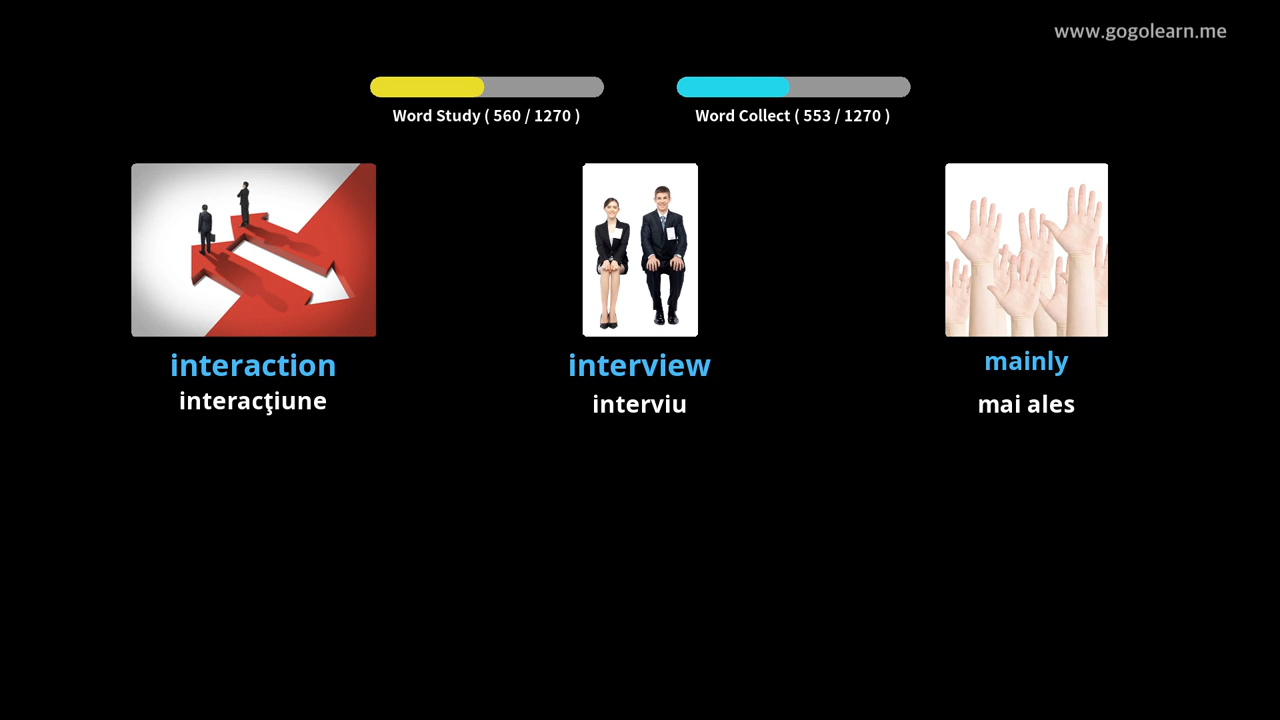 www.gogolearn.me
Word Study ( 560 / 1270 )
Word Collect ( 553 / 1270 )
interaction
interacţiune
interview
interviu
mainly
mai ales